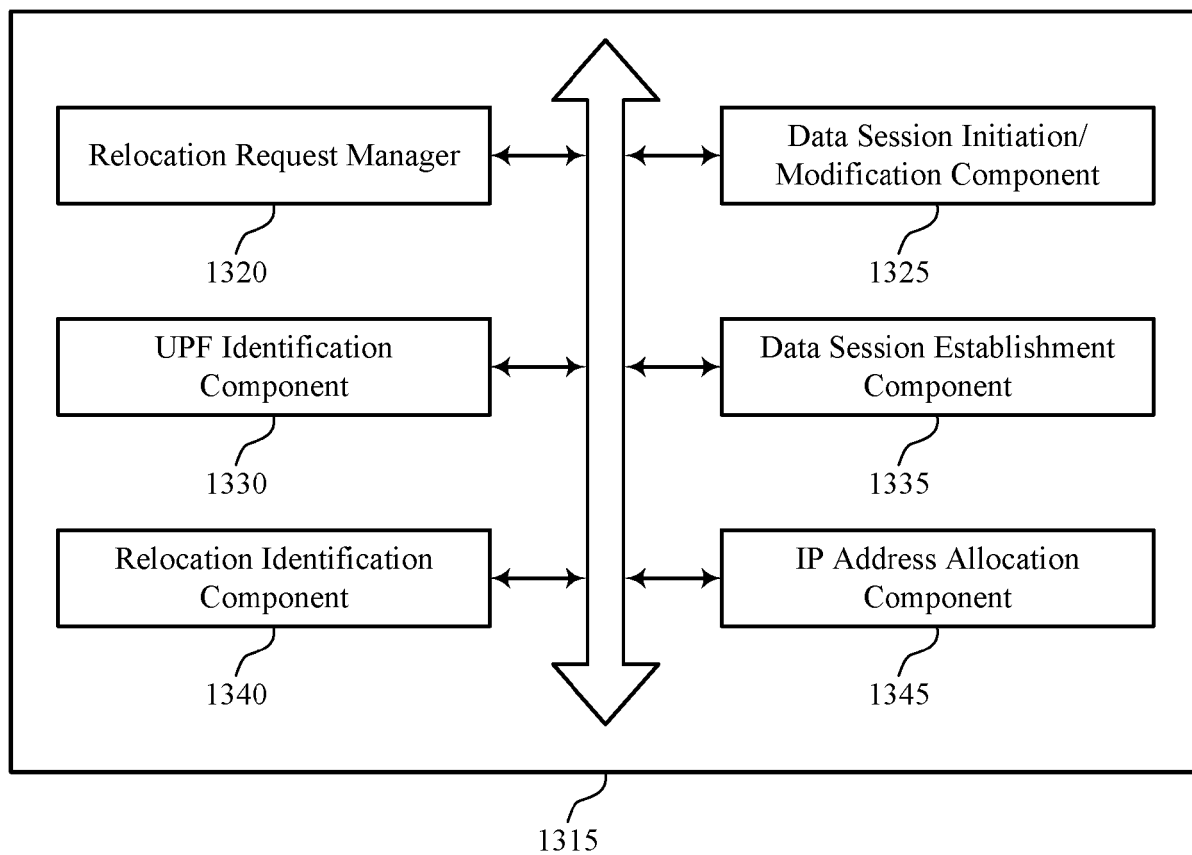 Relocation Request Manager
1320
Data Session Initiation/
Modification Component
1325
UPF Identification
Component
1330
Data Session Establishment
Component
1335
Relocation Identification
Component
1340
IP Address Allocation
Component
1345
1315